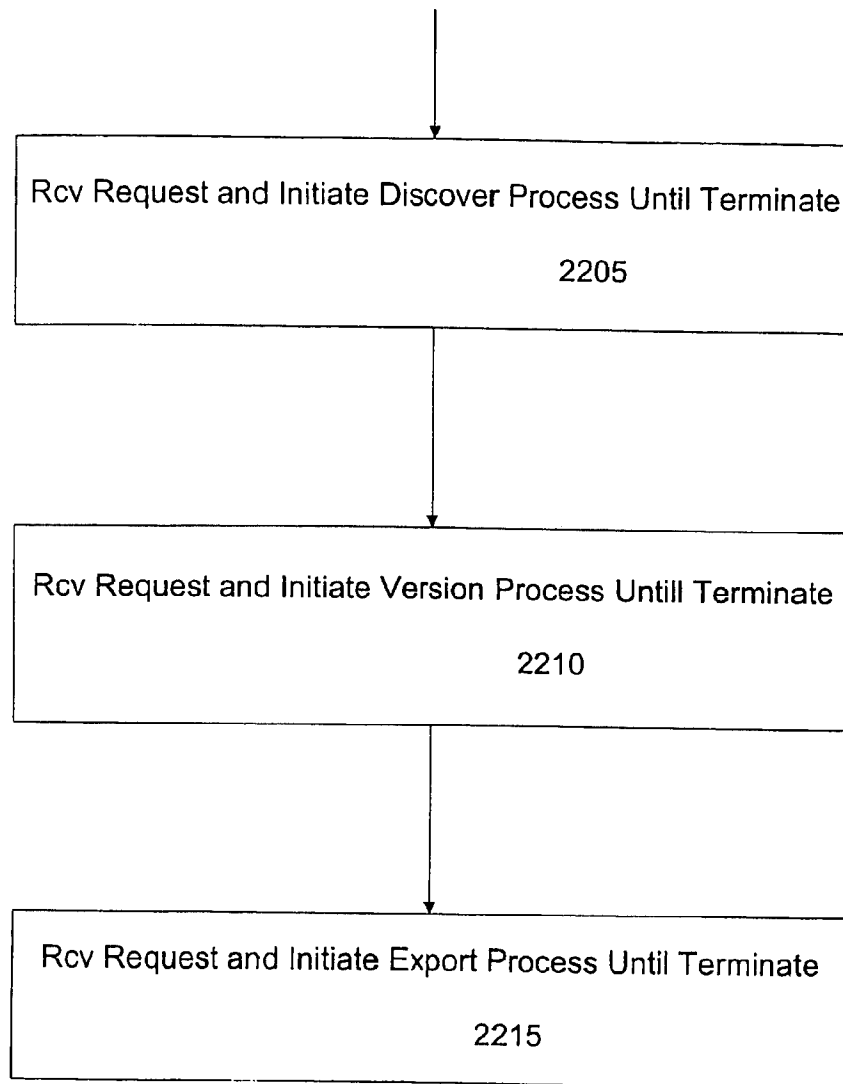 Rcv Request and Initiate Discover Process Until Terminate
2205
Rcv Request and Initiate Version Process Untill Terminate
2210
Rcv Request and Initiate Export Process Until Terminate
2215